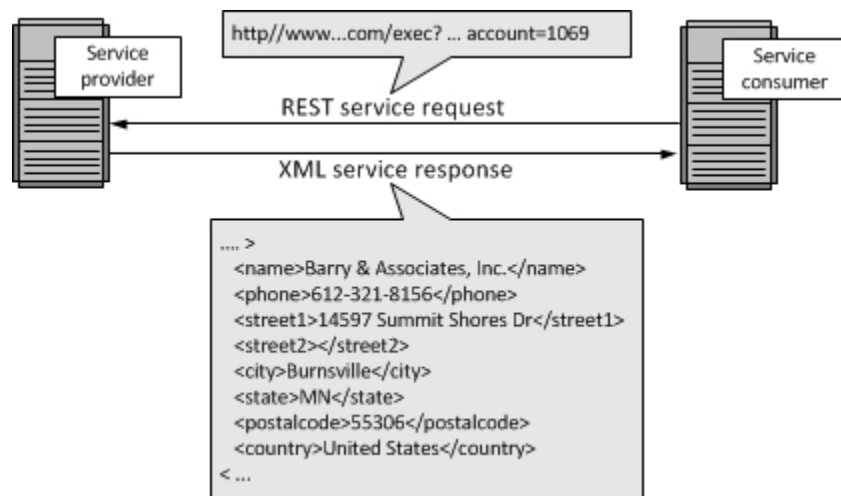 http//www...com/exec? ... account=1069
Service
provider
Service
consumer
REST service request
XML service response
.... >
<name>Barry & Associates, Inc.</name>
<phone>612-321-8156</phone>
<street1>14597 Summit Shores Dr</street1>
<street2></street2>
<city>Burnsville</city>
<state>MN</state>
<postalcode>55306</postalcode>
<country>United States</country>
< ...